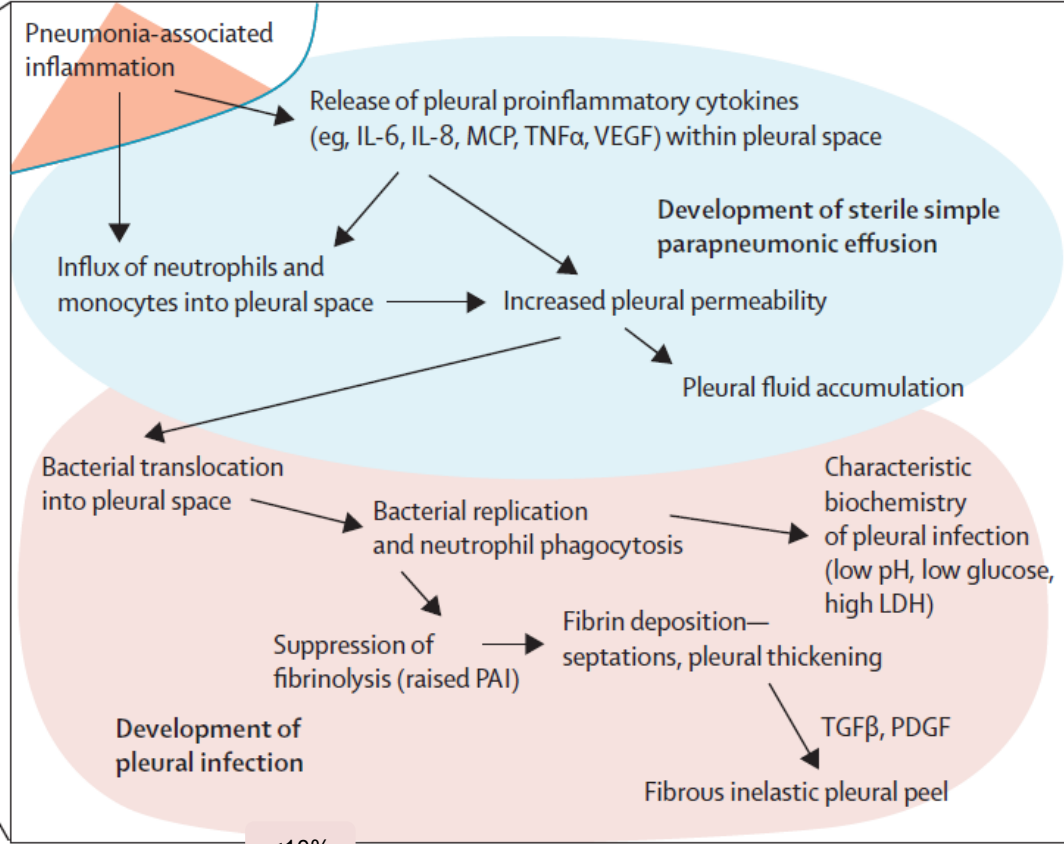 Pneumonia-associated
inflammation
Release of pleural proinflammatory cytokines
(eg, IL-6, IL-8, MCP, TNFα, VEGF) within pleural space
Development of sterile simple
parapneumonic effusion
Influx of neutrophils and
monocytes into pleural space
Increased pleural permeability
Pleural fluid accumulation
Bacterial translocation
into pleural space
Bacterial replication
and neutrophil phagocytosis
Characteristic
biochemistry
of pleural infection
(low pH, low glucose,
high LDH)
Suppression of
fibrinolysis (raised PAI)
Fibrin deposition—
septations, pleural thickening
Development of
pleural infection
TGFβ, PDGF
Fibrous inelastic pleural peel